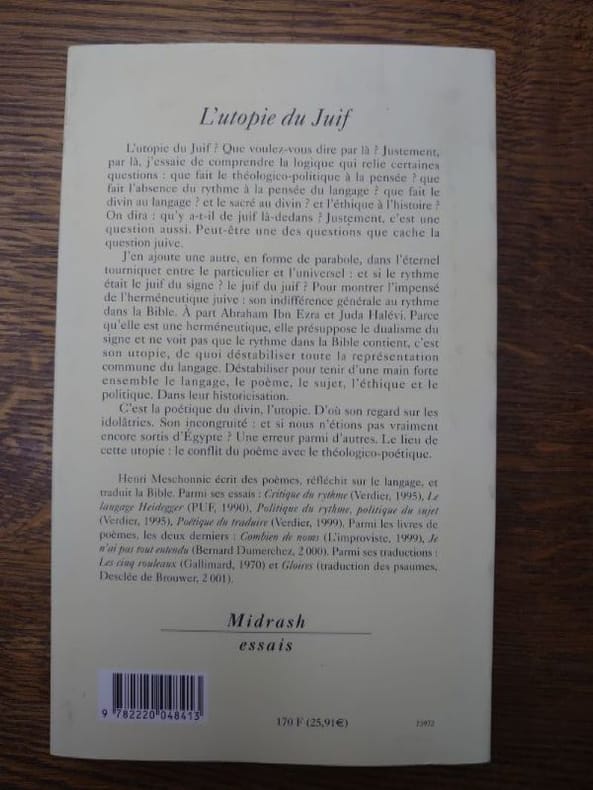 L'utopie du Juif
L'utopie du Juif ? Que voulez-vous dire par là ? Justement,
par là, j'essaie de comprendre la logique qui relie certaines
questions : que fait le théologico-politique à la pensée ? que
fait l'absence du rythme à la pensée du langage ? que fait le
divin au langage ? et le sacré au divin ? et l'éthique à l'histoire ?
On dira : qu'y a-t-il de juif là-dedans ? Justement, c'est une
question aussi. Peut-être une des questions que cache la
question juive.
J'en ajoute une autre, en forme de parabole, dans l'éternel
tourniquet entre le particulier et l'universel : et si le rythme
était le juif du signe ? le juif du juif ? Pour montrer l'impensé
de l'herméneutique juive : son indifférence générale au rythme
dans la Bible. À part Abraham Ibn Ezra et Juda Halévi. Parce
qu'elle est une herméneutique, elle présuppose le dualisme du
signe et ne voit pas que le rythme dans la Bible contient, c'est
son utopie, de quoi déstabiliser toute la représentation
commune du langage. Déstabiliser pour tenir d'une main forte
ensemble le langage, le poème, le sujet, l'éthique et le
politique. Dans leur historicisation.
C'est la poétique du divin, l'utopie. D'où son regard sur les
idolâtries. Son incongruité : et si nous n'étions pas vraiment
encore sortis d'Égypte ? Une erreur parmi d'autres. Le lieu de
cette utopie : le conflit du poème avec le théologico-poétique.
Henri Meschonnic écrit des poèmes, réfléchit sur le langage, et
traduit la Bible. Parmi ses essais : Critique du rythme (Verdier, 1995), Le
langage Heidegger (PUF, 1990), Politique du rythme, politique du sujet
(Verdier, 1995), Poétique du traduire (Verdier, 1999). Parmi les livres de
poèmes, les deux derniers : Combien de noms (L'improviste, 1999), Je
n'ai pas tout entendu (Bernard Dumerchez, 2 000). Parmi ses traductions :
Les cinq rouleaux (Gallimard, 1970) et Gloires (traduction des psaumes,
Desclée de Brouwer, 2 001).
Midrash
essais
9 782220 048413
170 F (25,91€)